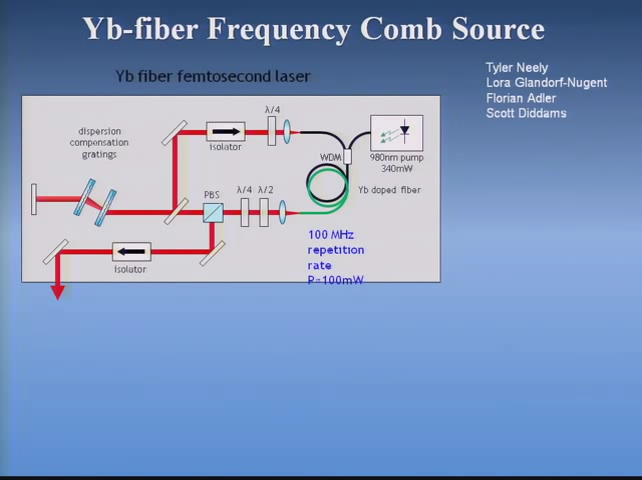 Yb-fiber Frequency Comb Source
Tyler Neely
Lora Glandorf-Nugent
Florian Adler
Scott Diddams
Yb fiber femtosecond laser
dispersion
compensation
gratings
λ/4
isolator
WDM
980nm pump
340mW
PBS
λ/4
λ/2
Yb doped fiber
isolator
100 MHz
repetition
rate
P=100mW